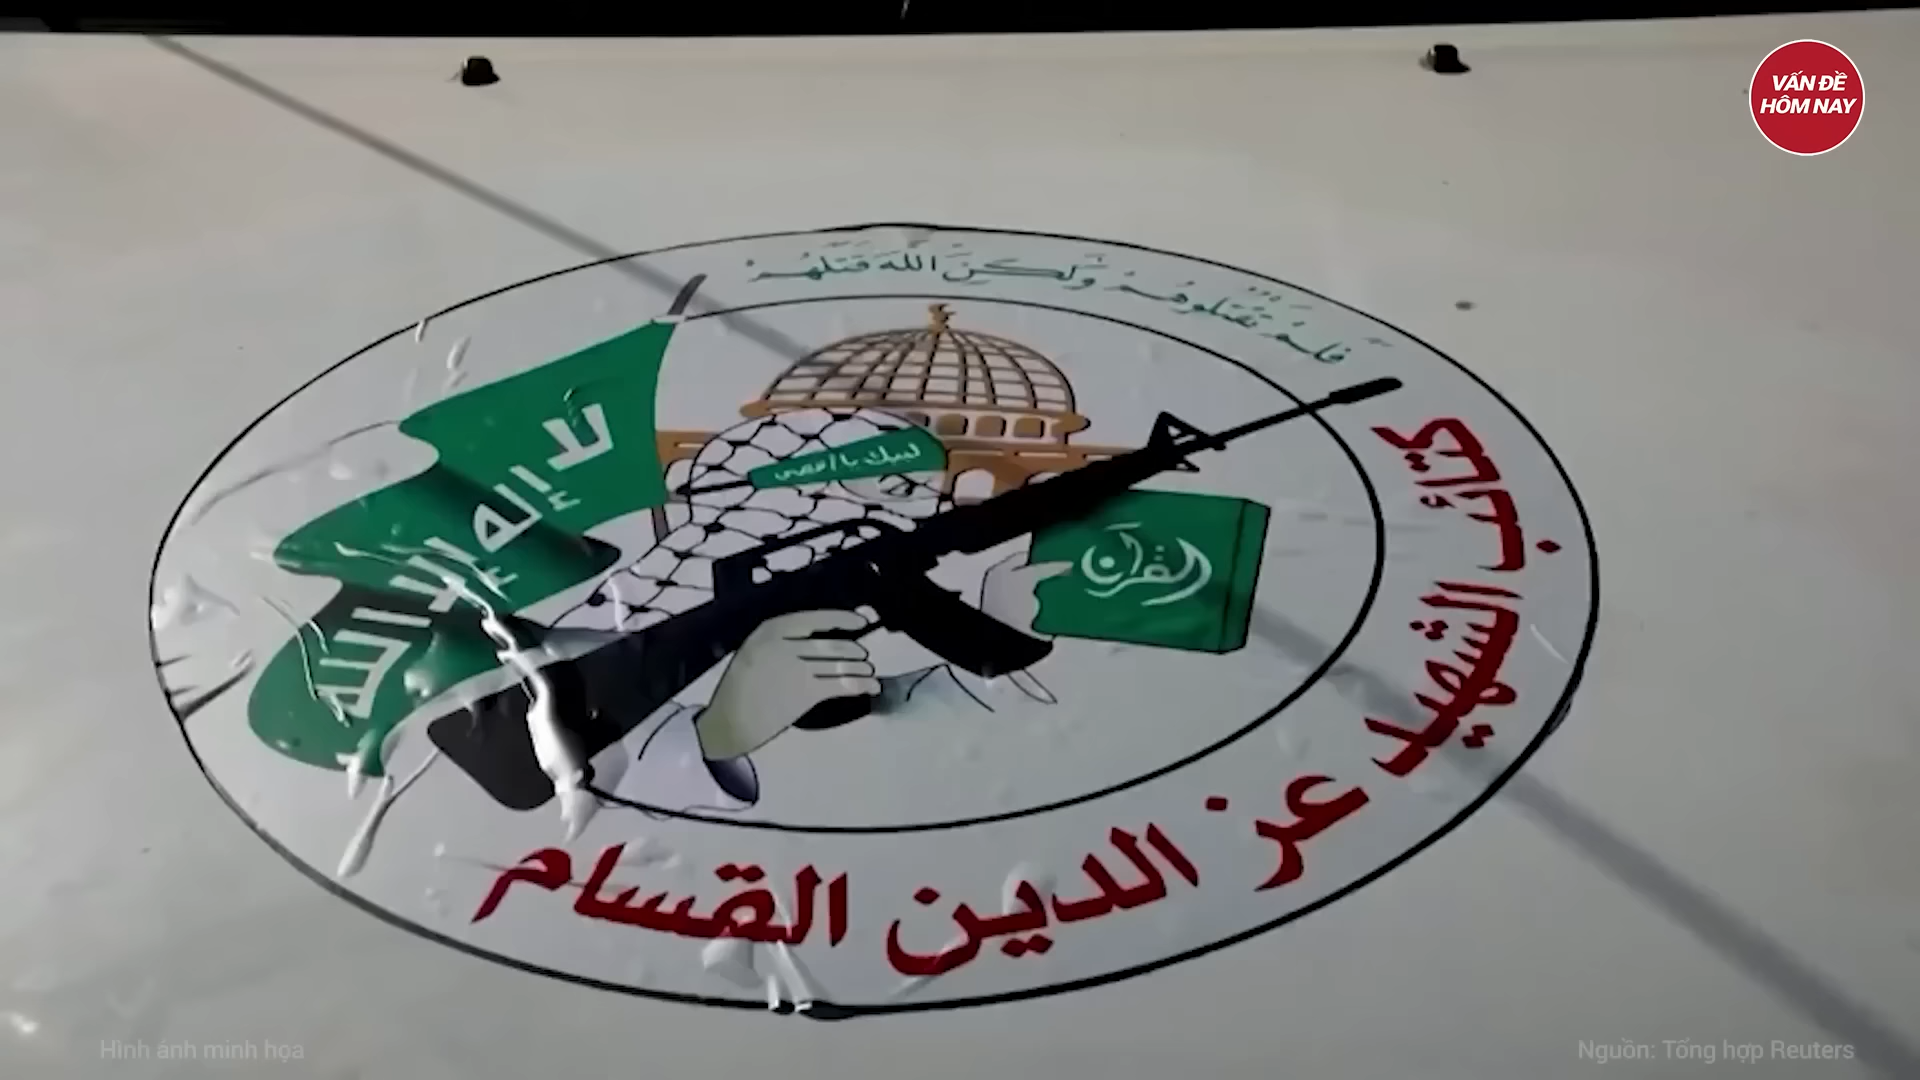 VẤN ĐỀ
HÔM NAY
فلم تقتلوهم ولكن الله قتلهم
لا إله إلا الله
لبيك يا أقصى
القرآن
كتائب الشهيد عز الدين القسام
Hình ảnh minh họa
Nguồn: Tổng hợp Reuters